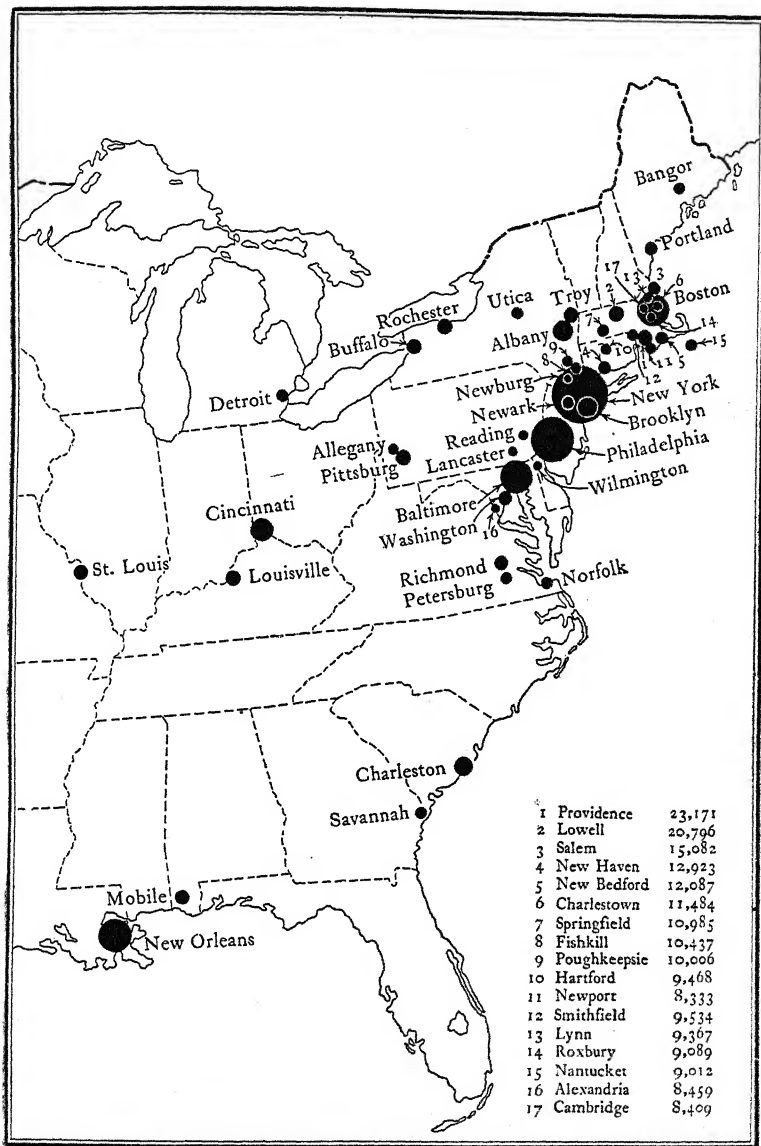 Bangor
Portland
17
13
3
6
Boston
Utica
Troy
2
Rochester
Albany
7
14
Buffalo
9
4
10
1
11
5
15
8
12
Newburg
New York
Detroit
Newark
Brooklyn
Reading
Philadelphia
Allegany
Lancaster
Pittsburg
Wilmington
Baltimore
Cincinnati
Washington
16
St. Louis
Louisville
Richmond
Norfolk
Petersburg
Charleston
Savannah
Mobile
New Orleans
1 Providence 23,171
2 Lowell 20,796
3 Salem 15,082
4 New Haven 12,923
5 New Bedford 12,087
6 Charlestown 11,484
7 Springfield 10,985
8 Fishkill 10,437
9 Poughkeepsie 10,006
10 Hartford 9,468
11 Newport 8,333
12 Smithfield 9,534
13 Lynn 9,367
14 Roxbury 9,089
15 Nantucket 9,012
16 Alexandria 8,459
17 Cambridge 8,409